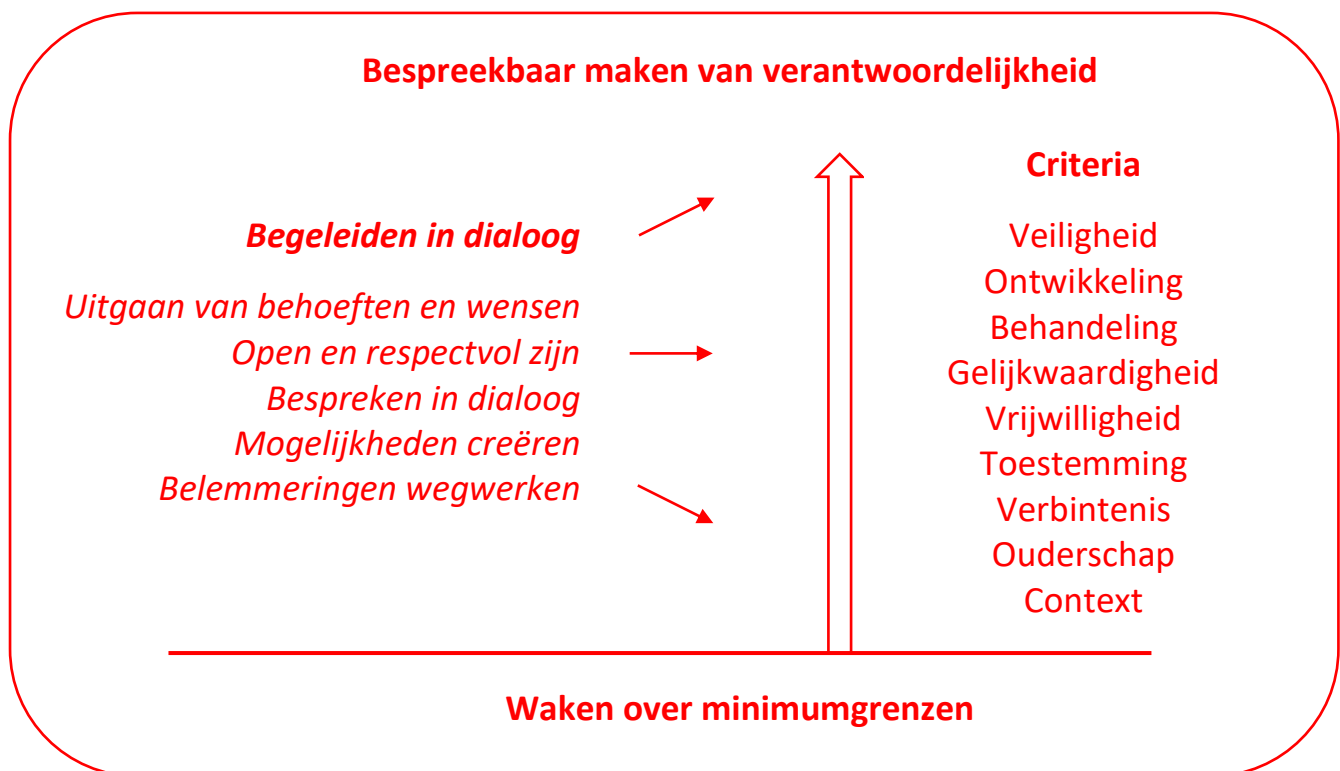 Bespreekbaar maken van verantwoordelijkheid
Begeleiden in dialoog
Uitgaan van behoeften en wensen
Open en respectvol zijn
Bespreken in dialoog
Mogelijkheden creëren
Belemmeringen wegwerken
Criteria
Veiligheid
Ontwikkeling
Behandeling
Gelijkwaardigheid
Vrijwilligheid
Toestemming
Verbintenis
Ouderschap
Context
Waken over minimumgrenzen